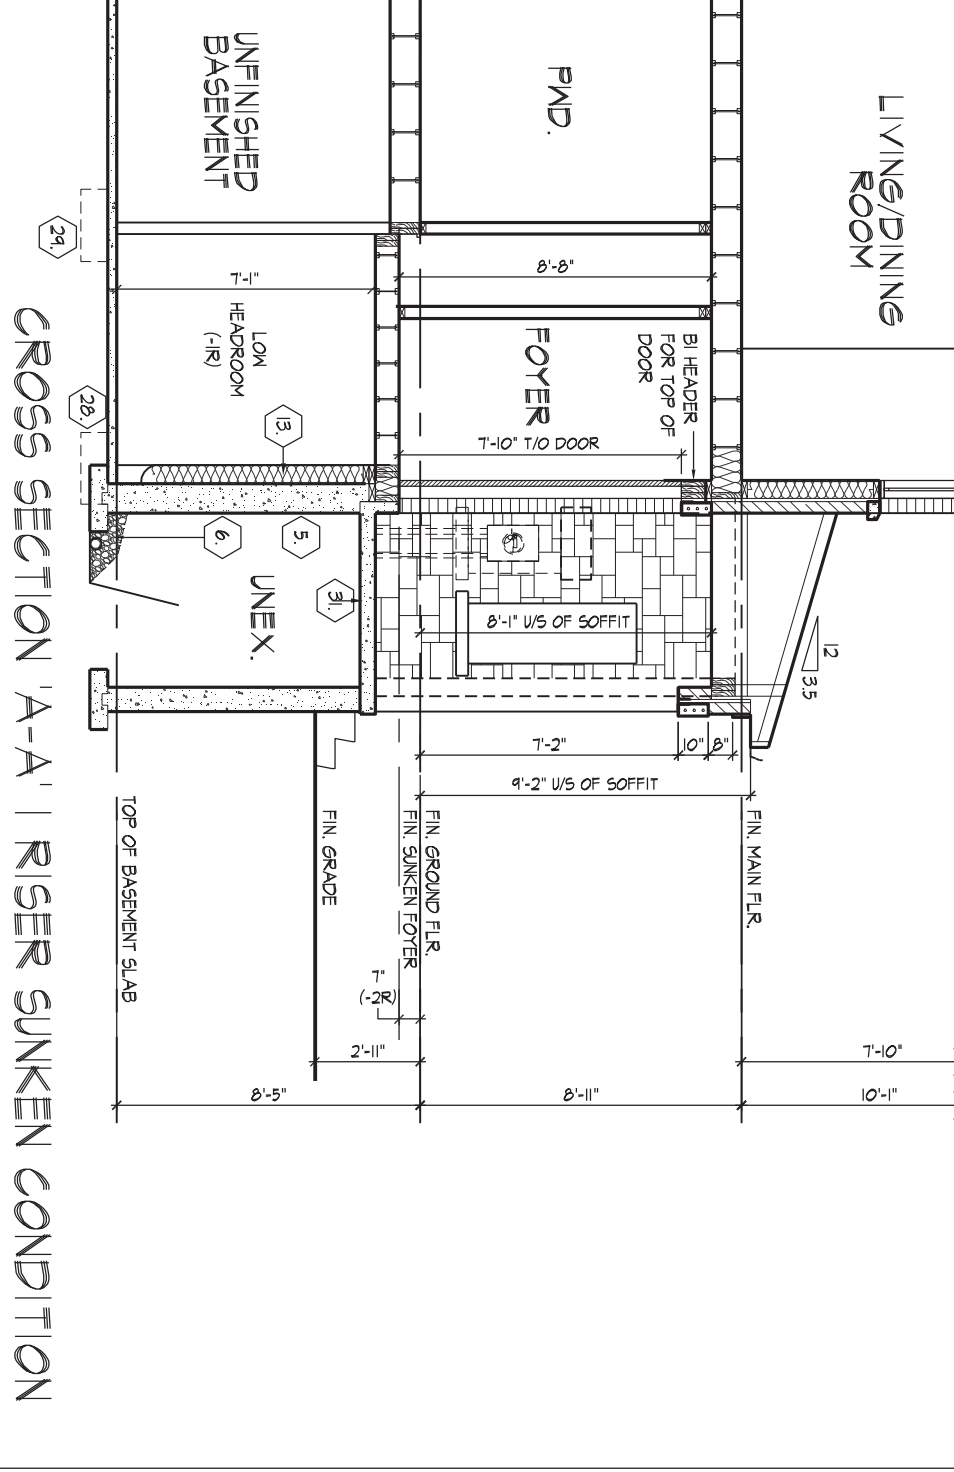 UNFINISHED
BASEMENT
PWD.
LIVING/DINING
ROOM
29.
7'-1"
8'-8"
LOW
HEADROOM
(-1R)
FOYER
BI HEADER
FOR TOP OF
DOOR
28.
13.
7'-10" T/O DOOR
6.
5.
UNEX.
31.
8'-1" U/S OF SOFFIT
12
3.5
7'-2"
10"
8"
9'-2" U/S OF SOFFIT
TOP OF BASEMENT SLAB
FIN. GRADE
FIN. SUNKEN FOYER
FIN. GROUND FLR.
FIN. MAIN FLR.
7"
(-2R)
2'-11"
7'-10"
8'-5"
8'-11"
10'-1"
CROSS SECTION 'A-A' 1 RISER SUNKEN CONDITION